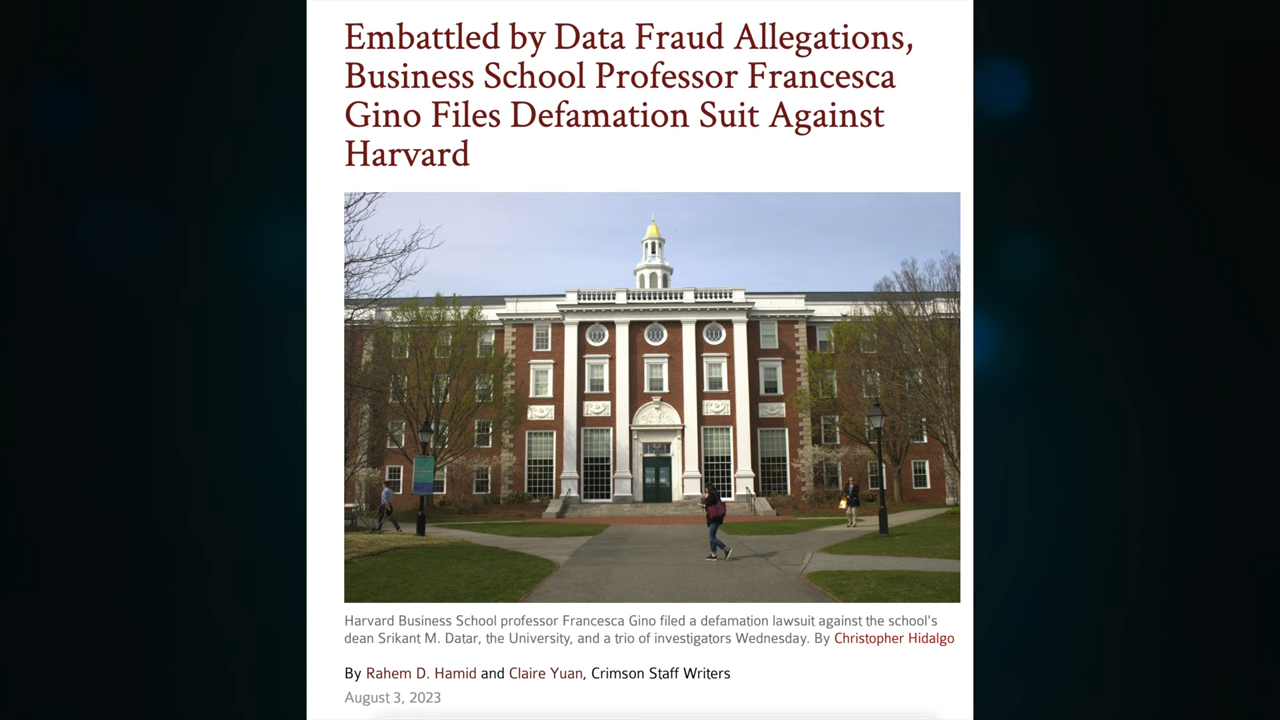 Embattled by Data Fraud Allegations,
Business School Professor Francesca
Gino Files Defamation Suit Against
Harvard
Harvard Business School professor Francesca Gino filed a defamation lawsuit against the school's
dean Srikant M. Datar, the University, and a trio of investigators Wednesday. By Christopher Hidalgo
By Rahem D. Hamid and Claire Yuan, Crimson Staff Writers
August 3, 2023